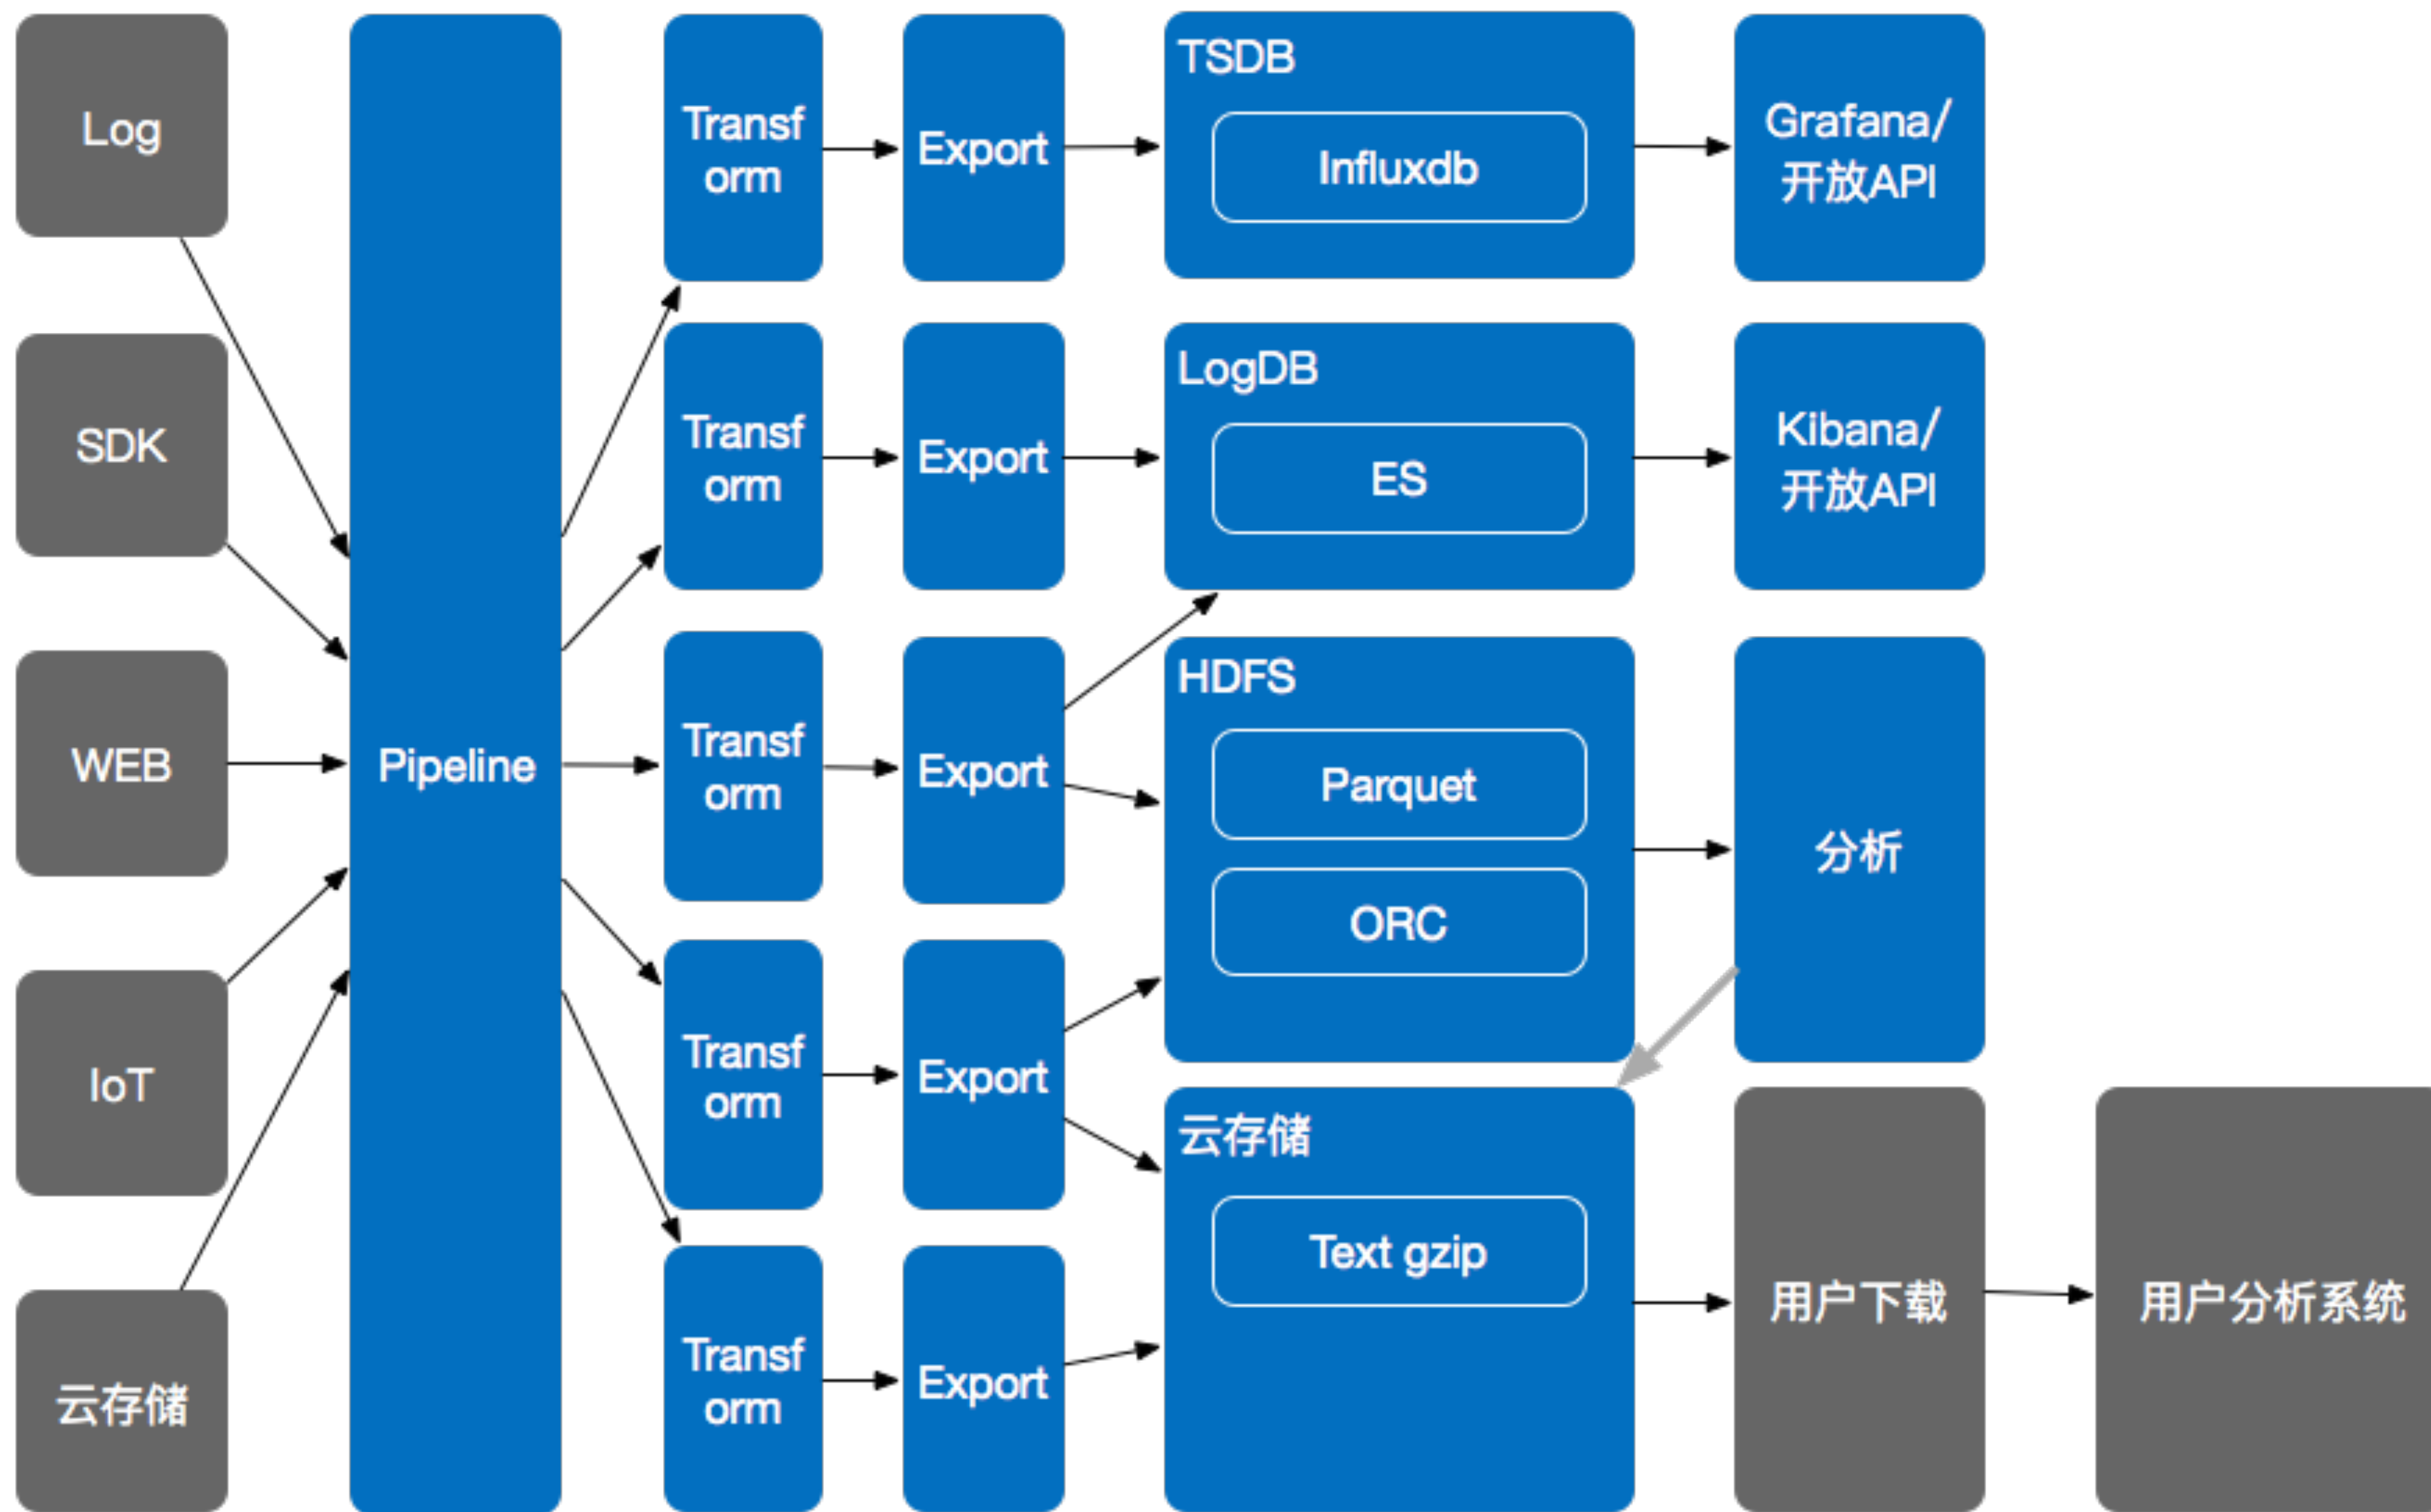 Log
SDK
WEB
IoT
云存储
Pipeline
Transf
orm
Export
TSDB
Influxdb
Grafana/
开放API
Transf
orm
Export
LogDB
ES
Kibana/
开放API
Transf
orm
Export
HDFS
Parquet
ORC
分析
Transf
orm
Export
云存储
Text gzip
用户下载
用户分析系统
Transf
orm
Export